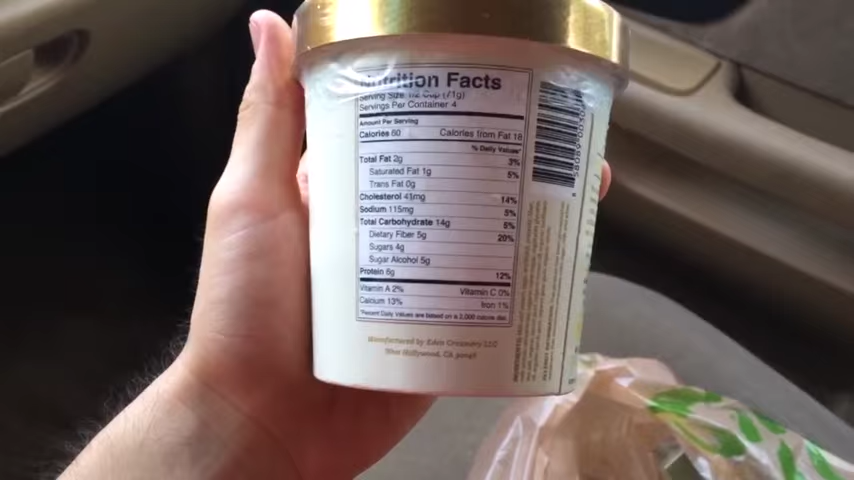 Nutrition Facts
Serving Size 1/2 Cup (71g)
Servings Per Container 4
Amount Per Serving
Calories 60 Calories from Fat 18
% Daily Values*
Total Fat 2g 3%
Saturated Fat 1g 5%
Trans Fat 0g
Cholesterol 41mg 14%
Sodium 115mg 5%
Total Carbohydrate 14g 5%
Dietary Fiber 5g 20%
Sugars 4g
Sugar Alcohol 5g
Protein 6g 12%
Vitamin A 2% Vitamin C 0%
Calcium 13% Iron 1%
*Percent Daily Values are based on a 2,000 calorie diet.
Manufactured by Eden Creamery LLC
West Hollywood, CA 90046